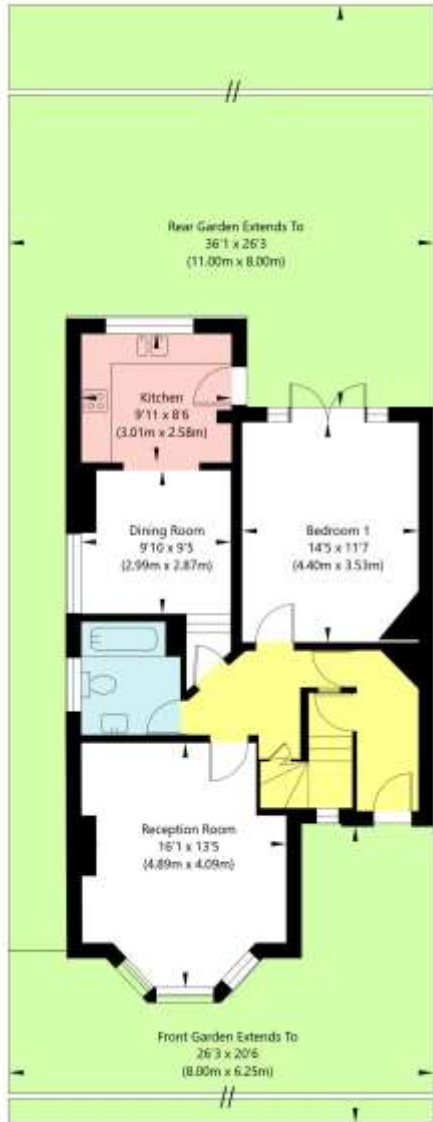 Rear Garden Extends To
36'1 x 26'3
(11.00m x 8.00m)
Kitchen
9'11 x 8'6
(3.01m x 2.58m)
Dining Room
9'10 x 9'5
(2.99m x 2.87m)
Bedroom 1
14'5 x 11'7
(4.40m x 3.53m)
Reception Room
16'1 x 13'5
(4.89m x 4.09m)
Front Garden Extends To
26'3 x 20'6
(8.00m x 6.25m)